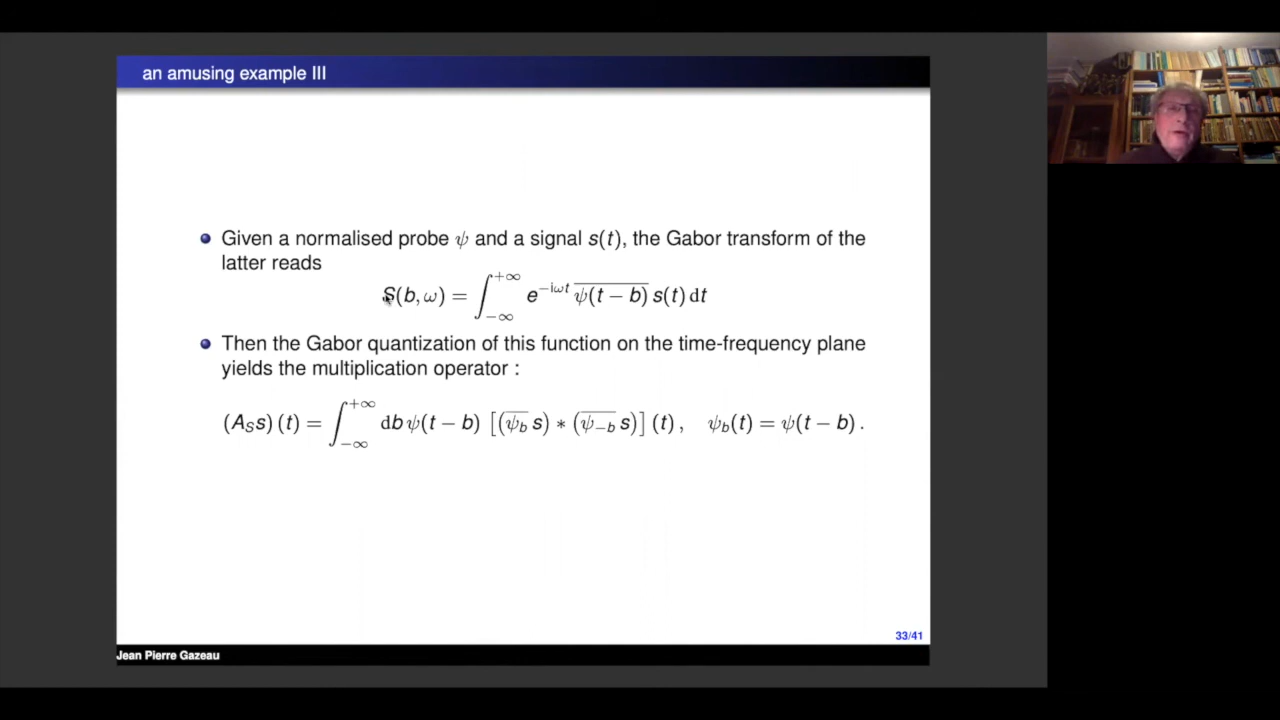 an amusing example III
Given a normalised probe ψ and a signal s(t), the Gabor transform of the
latter reads
S(b, ω) = ∫_{−∞}^{+∞} e^{−iωt} \overline{ψ(t − b)} s(t) dt
Then the Gabor quantization of this function on the time-frequency plane
yields the multiplication operator :
(A_S s)(t) = ∫_{−∞}^{+∞} db ψ(t − b) [(\overline{ψ_b} s) ∗ (\overline{ψ_{−b}} s)](t) ,   ψ_b(t) = ψ(t − b) .
33/41
Jean Pierre Gazeau